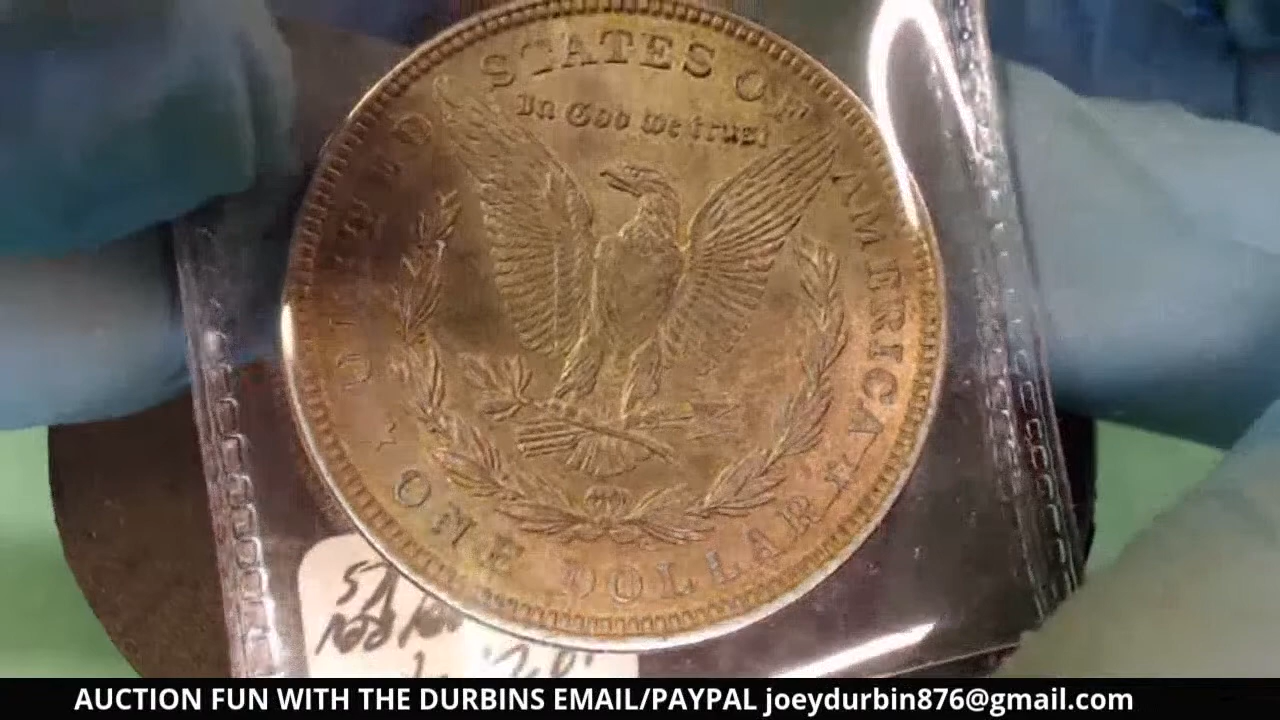 UNITED STATES OF AMERICA
In God we trust
ONE DOLLAR
AUCTION FUN WITH THE DURBINS EMAIL/PAYPAL joeydurbin876@gmail.com